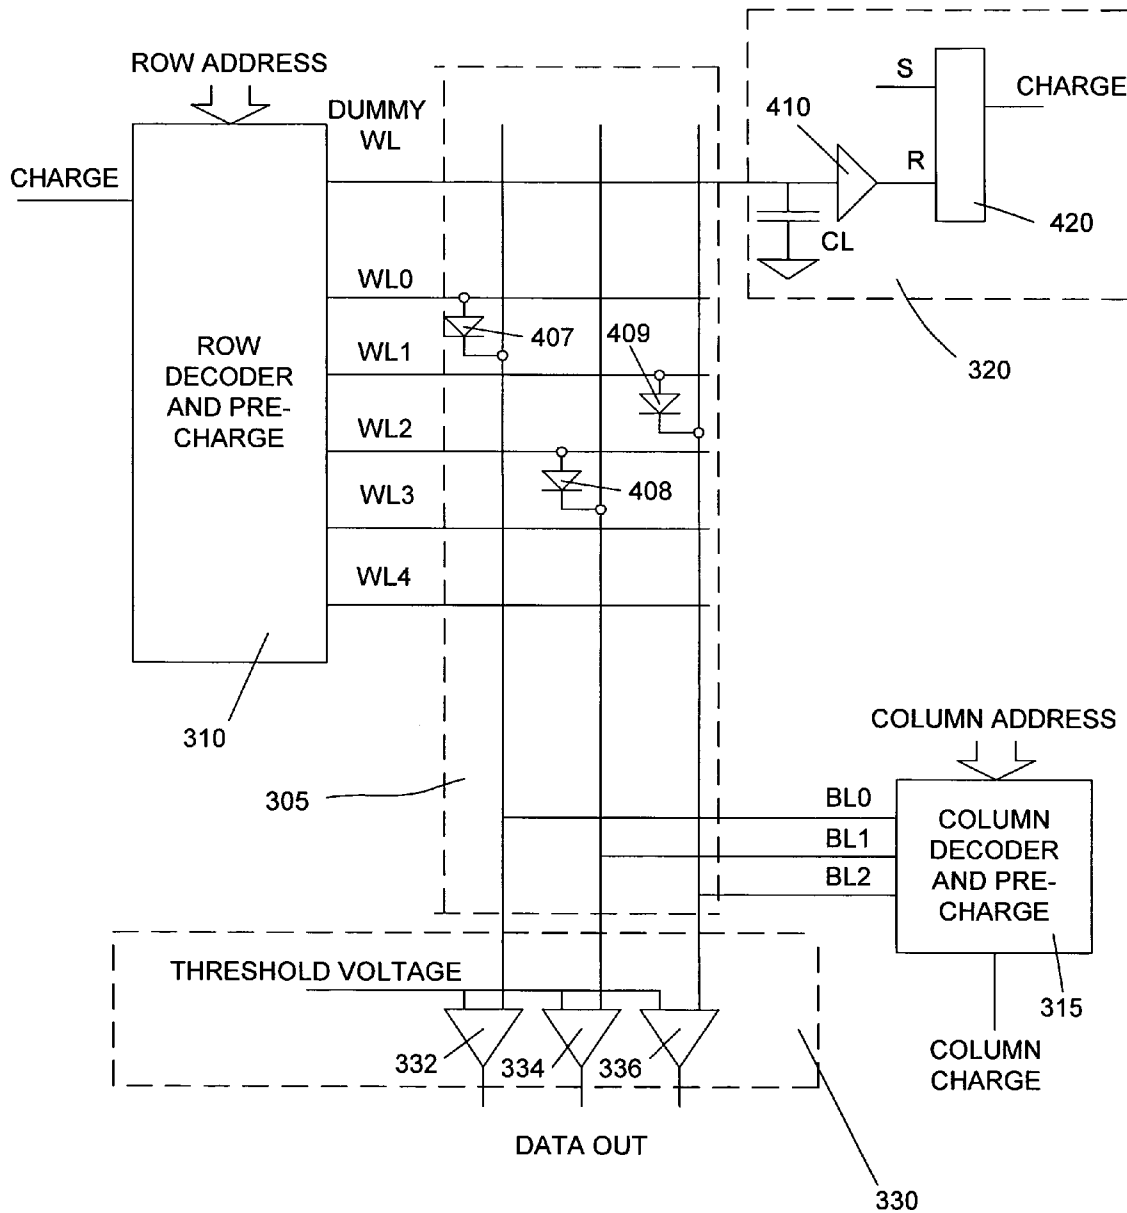 ROW ADDRESS
DUMMY
WL
S
CHARGE
410
CHARGE
R
420
CL
WL0
407
409
ROW
DECODER
AND PRE-
CHARGE
WL1
320
WL2
408
WL3
WL4
310
COLUMN ADDRESS
305
BL0
BL1
BL2
COLUMN
DECODER
AND PRE-
CHARGE
THRESHOLD VOLTAGE
315
332
334
336
COLUMN
CHARGE
DATA OUT
330